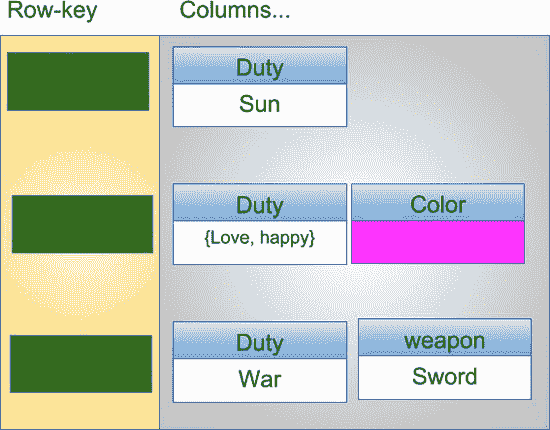 Row-key Columns...
Duty
Sun
Duty Color
{Love, happy}
Duty weapon
War Sword